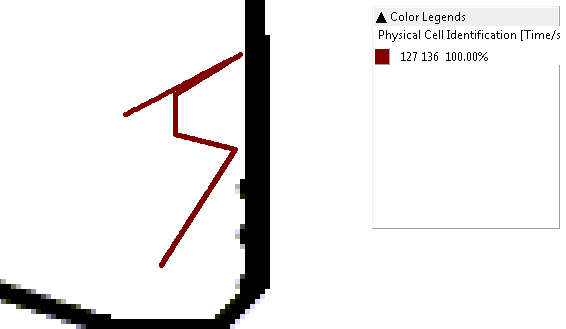 Color Legends
Physical Cell Identification [Time/s
127 136 100.00%